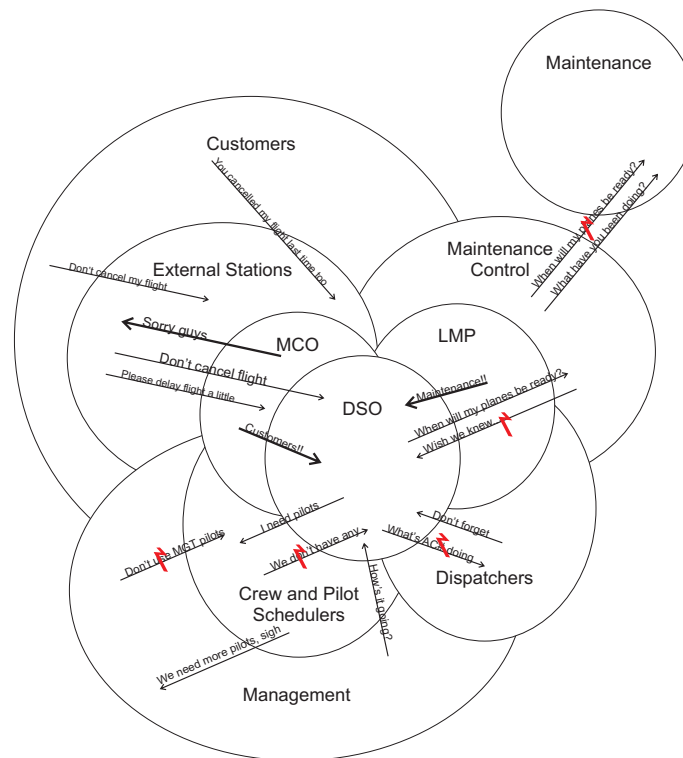 Maintenance
Customers
You cancelled my flight last time too
When will my planes be ready?
What have you been doing?
Maintenance
Control
External Stations
Don't cancel my flight
Sorry guys
MCO
LMP
Don't cancel flight
Please delay flight a little
DSO
Maintenance!!
When will my planes be ready?
Wish we knew
Customers!!
I need pilots
Don't forget
Don't use MGT pilots
We don't have any
What's AC doing
Dispatchers
How's it going?
Crew and Pilot
Schedulers
We need more pilots, sigh
Management